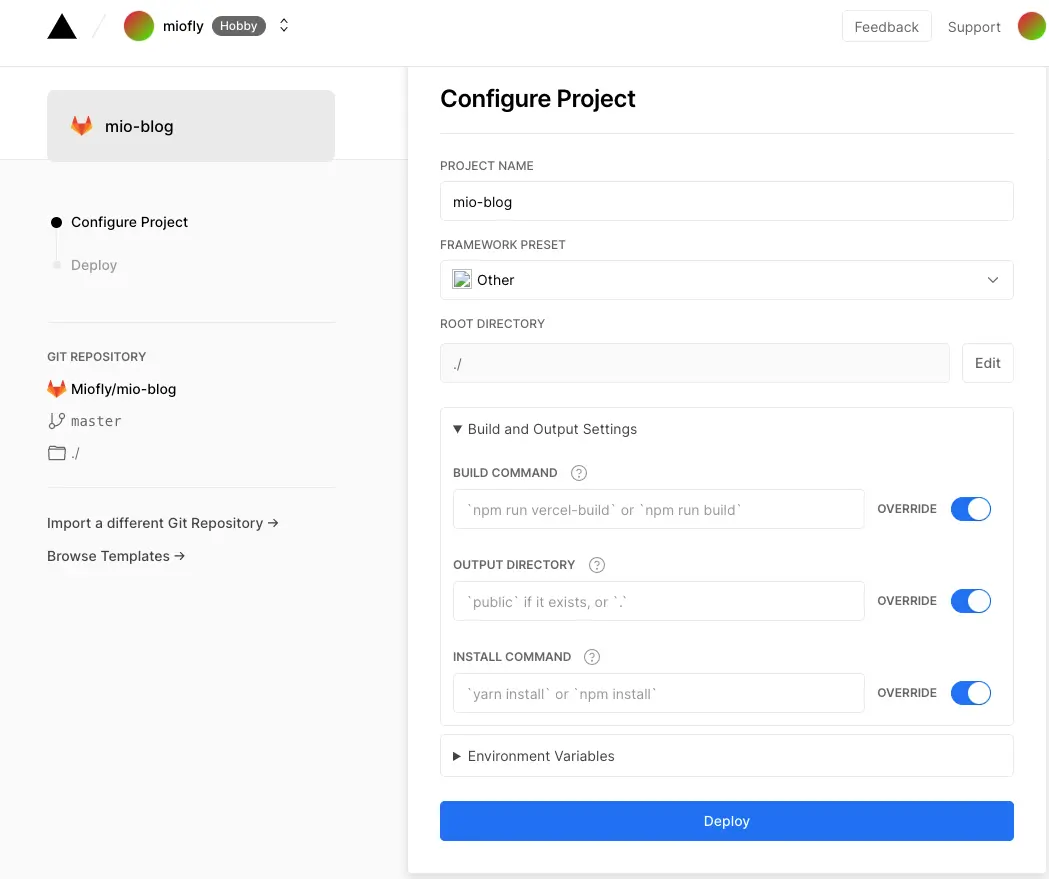 miofly Hobby
Feedback Support
mio-blog
Configure Project
Deploy
GIT REPOSITORY
Miofly/mio-blog
master
./
Import a different Git Repository →
Browse Templates →
Configure Project
PROJECT NAME
mio-blog
FRAMEWORK PRESET
Other
ROOT DIRECTORY
./ Edit
Build and Output Settings
BUILD COMMAND ?
`npm run vercel-build` or `npm run build` OVERRIDE
OUTPUT DIRECTORY ?
`public` if it exists, or `.` OVERRIDE
INSTALL COMMAND ?
`yarn install` or `npm install` OVERRIDE
Environment Variables
Deploy